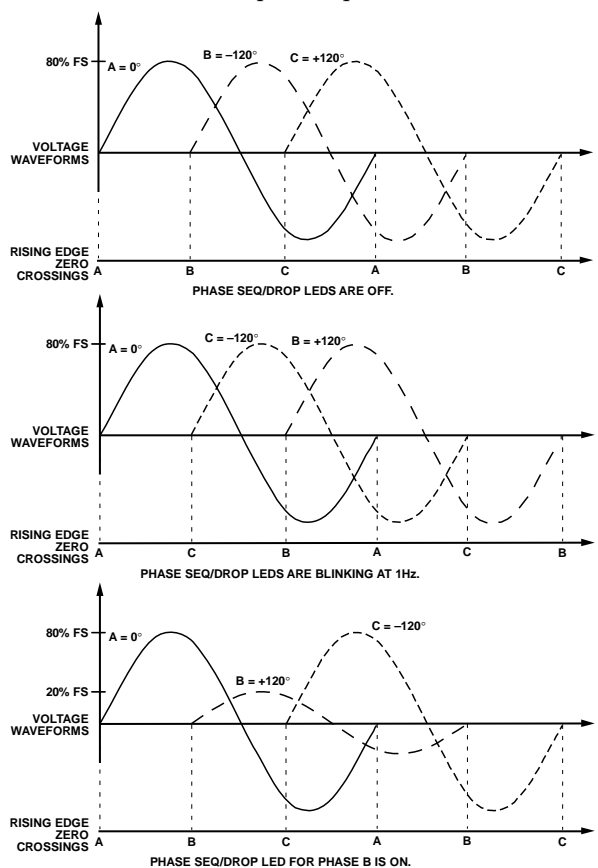 80% FS
A = 0°
B = –120°
C = +120°
VOLTAGE
WAVEFORMS
RISING EDGE
ZERO
CROSSINGS
A B C A B C
PHASE SEQ/DROP LEDS ARE OFF.
80% FS
A = 0°
C = –120°
B = +120°
VOLTAGE
WAVEFORMS
RISING EDGE
ZERO
CROSSINGS
A C B A C B
PHASE SEQ/DROP LEDS ARE BLINKING AT 1Hz.
80% FS
A = 0°
C = –120°
20% FS
B = +120°
VOLTAGE
WAVEFORMS
RISING EDGE
ZERO
CROSSINGS
A B C A B C
PHASE SEQ/DROP LED FOR PHASE B IS ON.